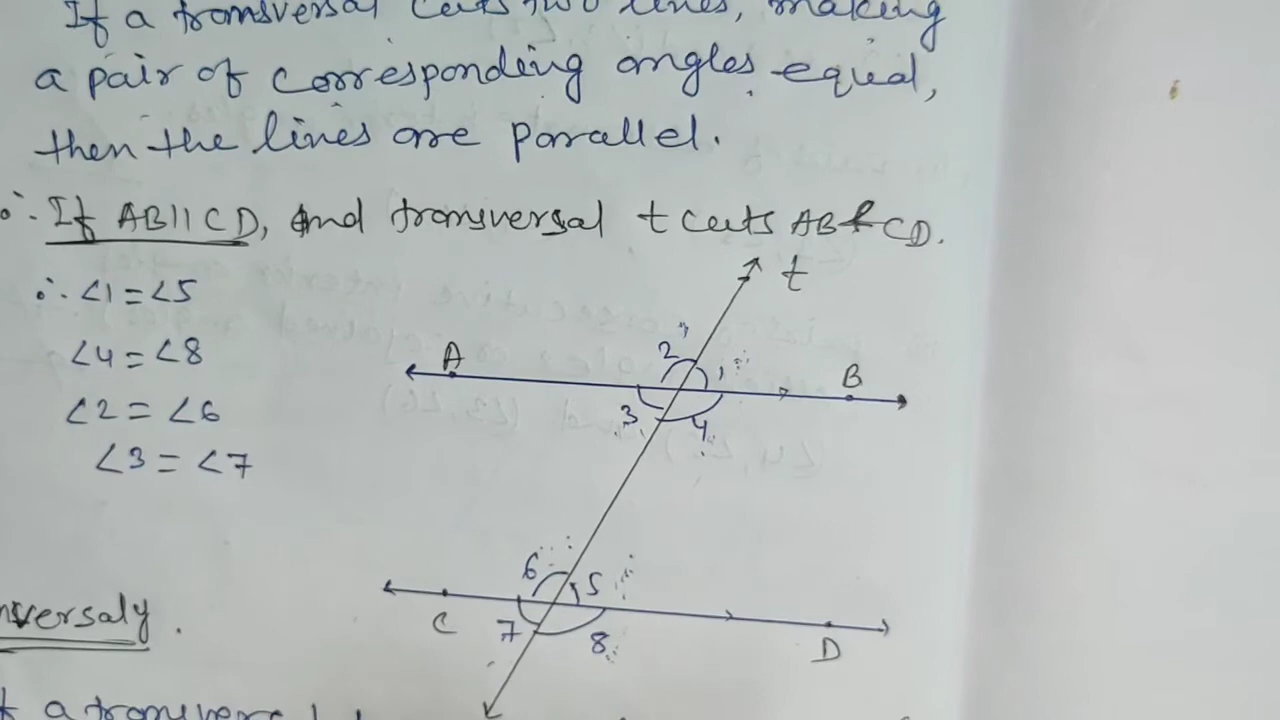 If a transversal cuts two lines, making
a pair of corresponding angles equal,
then the lines are parallel.
∴ If AB||CD, and transversal t cuts AB & CD.
∴ ∠1=∠5
∠4=∠8
∠2=∠6
∠3=∠7
t
2
1
A
B
3
4
6
5
C
7
8
D
nversaly.
a transversal